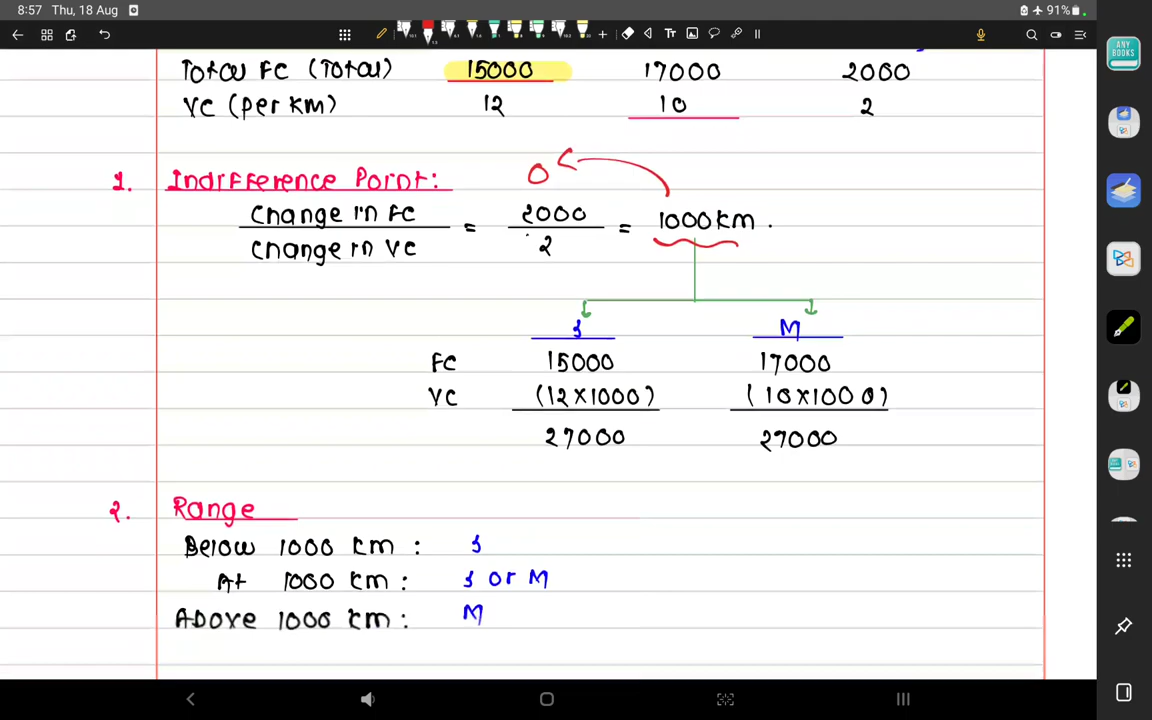 8:57 Thu, 18 Aug 91%
Total FC (Total) 15000 17000 2000
VC (Per Km) 12 10 2
1. Indifference Point: 0
Change in FC = 2000 = 1000 km.
Change in VC 2
S M
FC 15000 17000
VC (12×1000) (10×1000)
27000 27000
2. Range
Below 1000 km : S
At 1000 km : S or M
Above 1000 km : M
ANY BOOKS